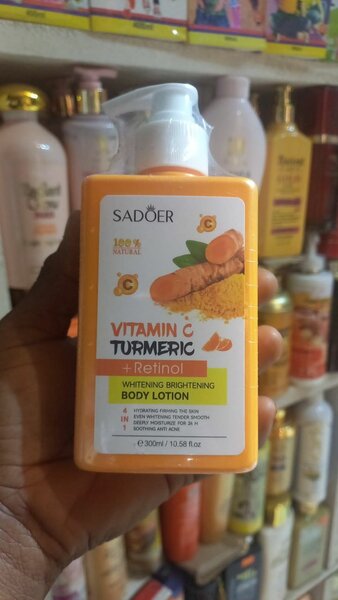 SADOER
100%
NATURAL
C
C
C
VITAMIN C
TURMERIC
+Retinol
WHITENING BRIGHTENING
BODY LOTION
4 IN 1
HYDRATING FIRMING THE SKIN
EVEN WHITENING TENDER SMOOTH
DEEPLY MOISTURIZE FOR 36 H
SOOTHING ANTI ACNE
℮300ml / 10.58 fl.oz